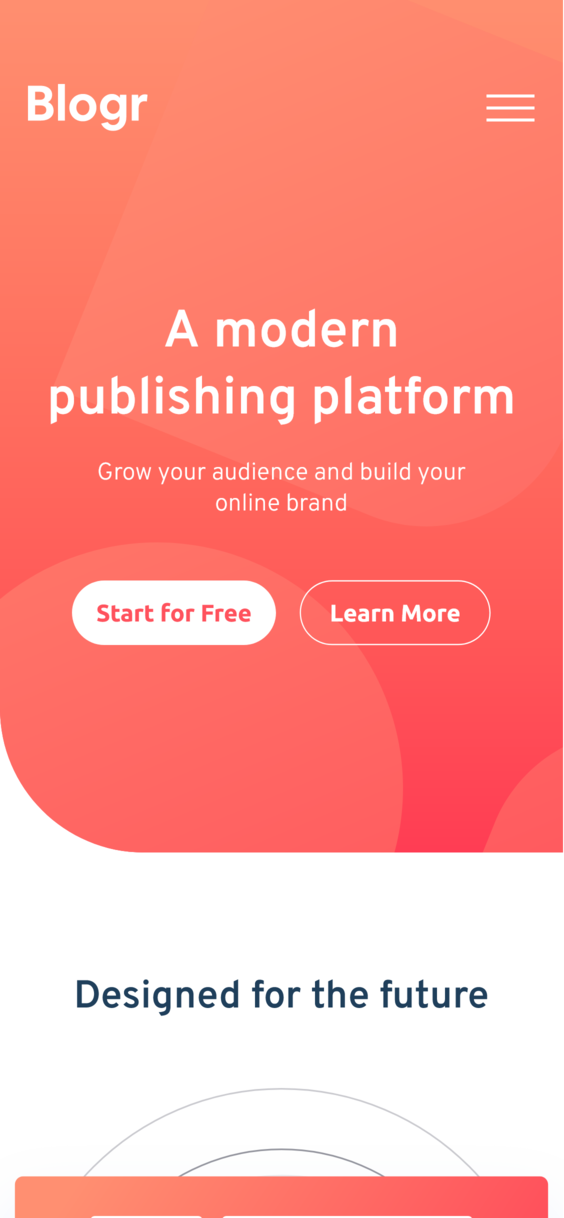 Blogr
A modern
publishing platform
Grow your audience and build your
online brand
Start for Free
Learn More
Designed for the future